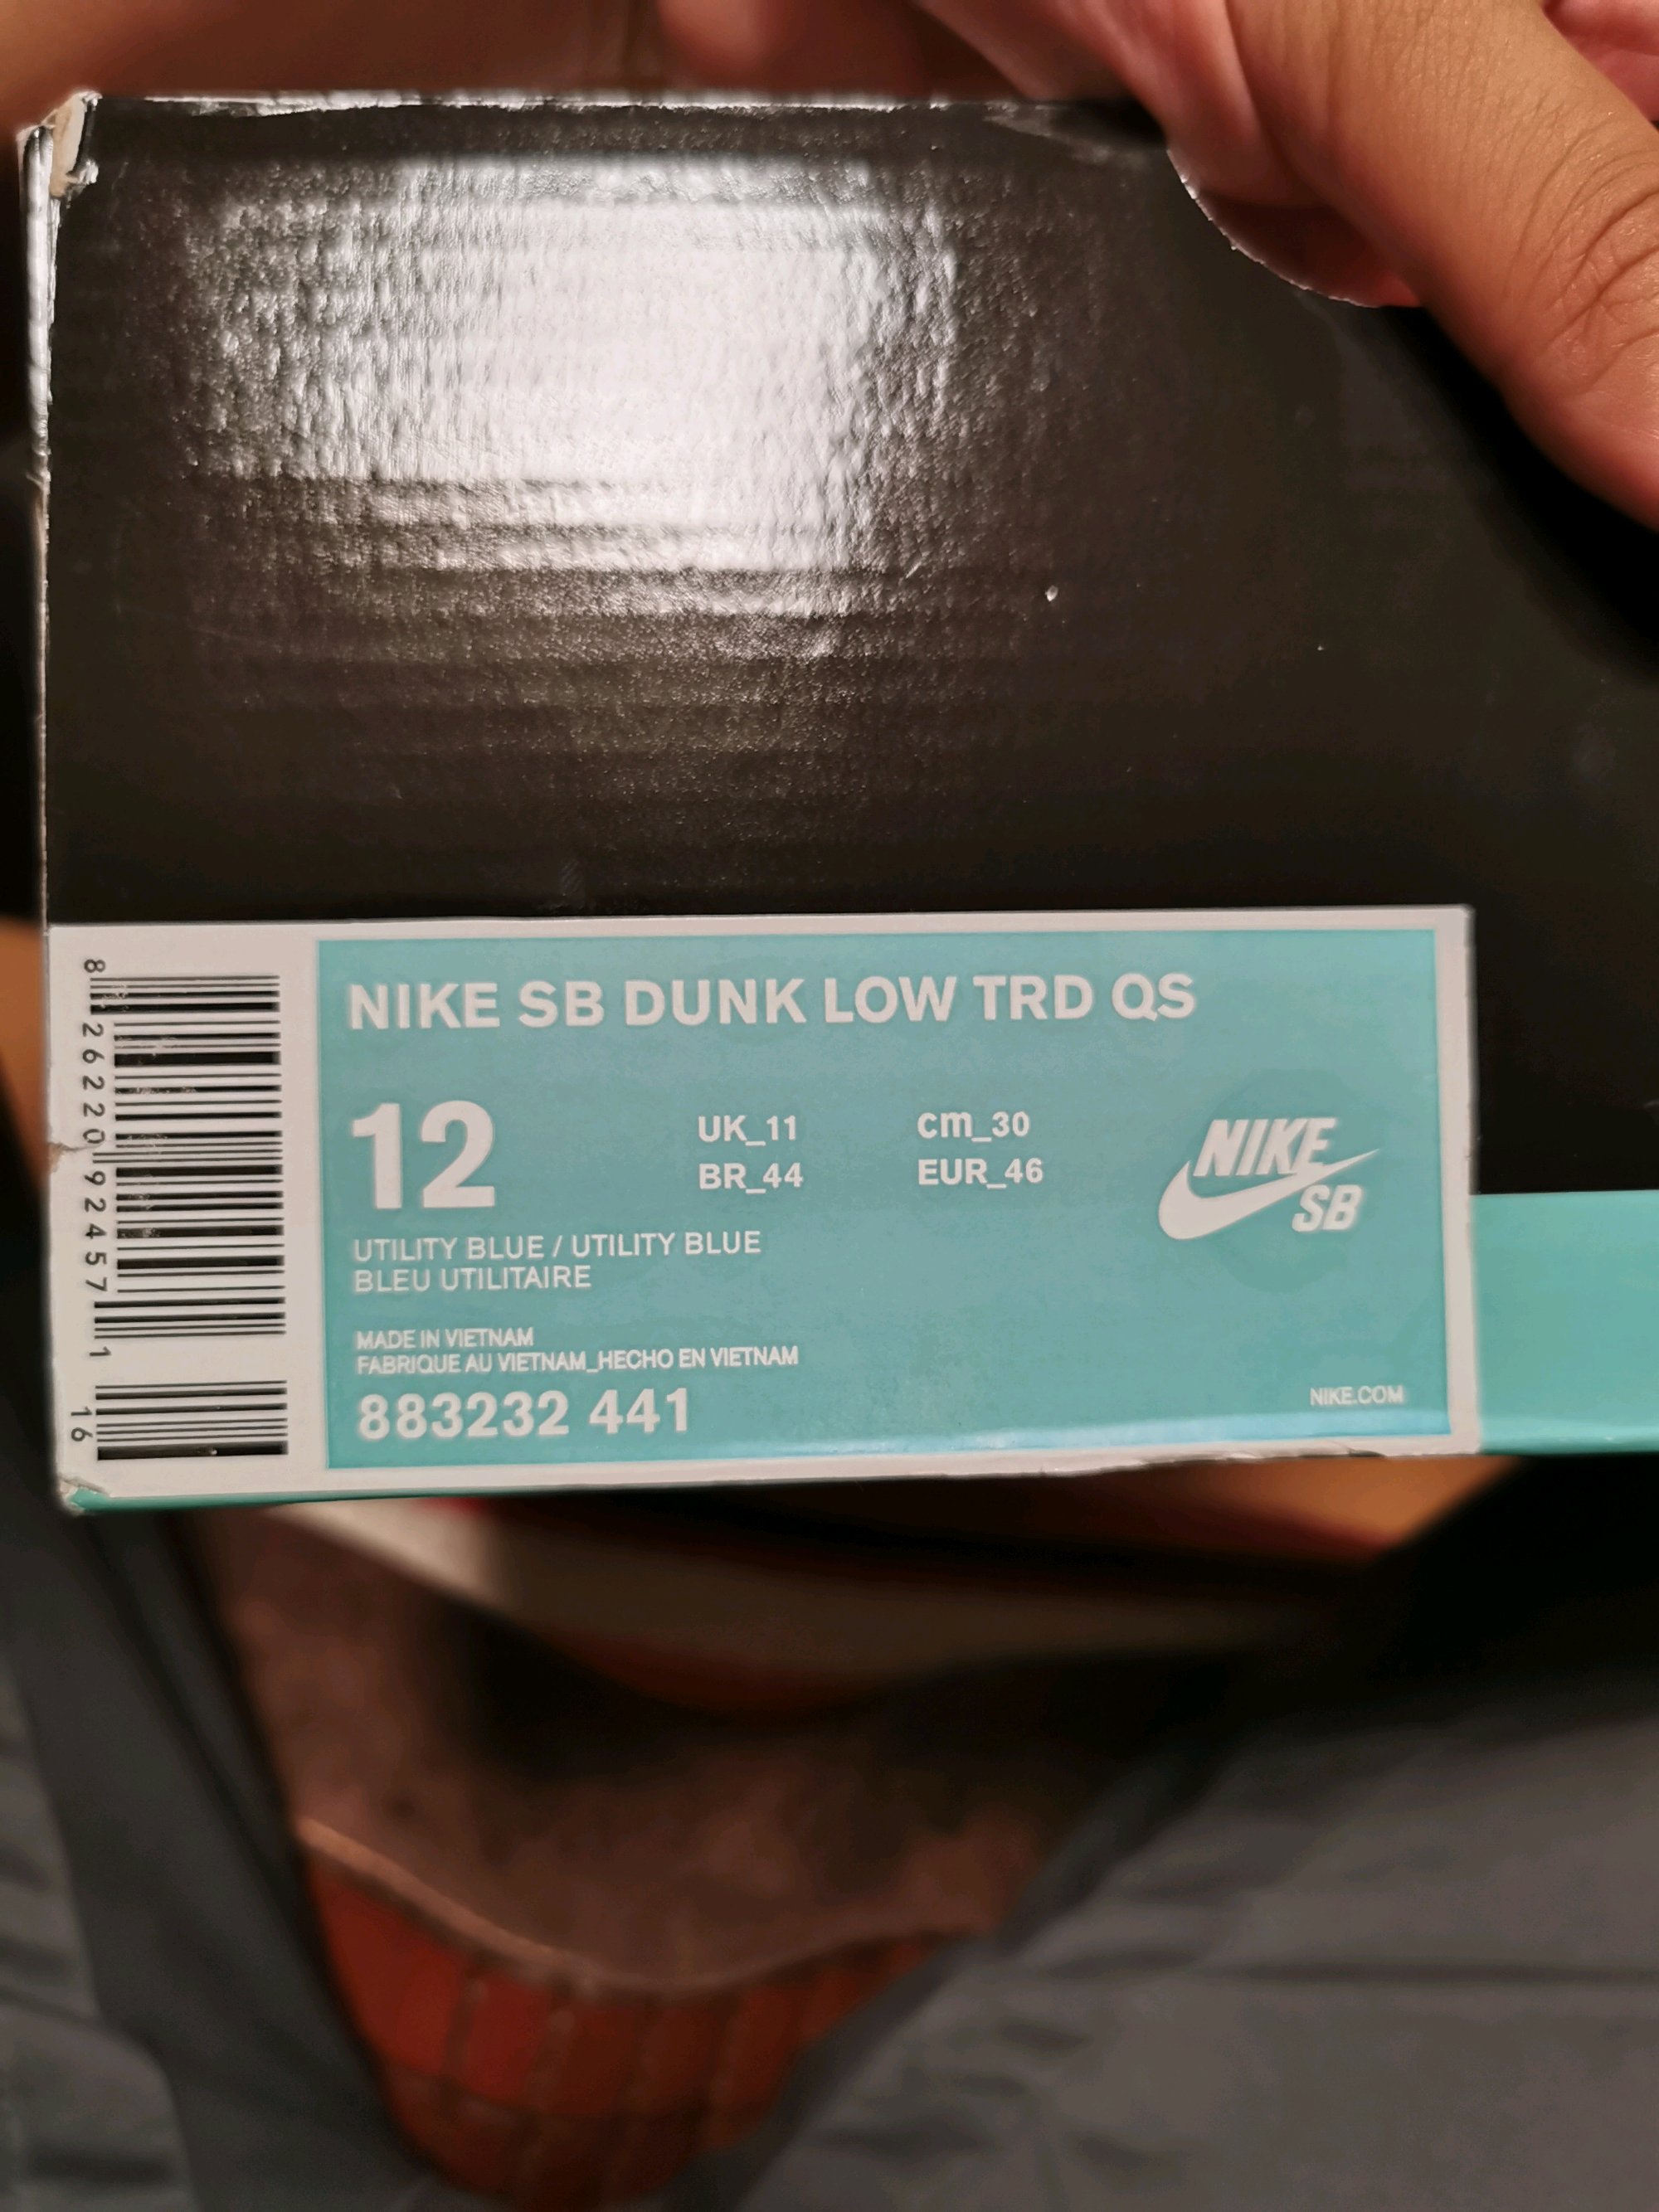 NIKE SB DUNK LOW TRD QS
12
UK_11
cm_30
BR_44
EUR_46
NIKE
SB
UTILITY BLUE / UTILITY BLUE
BLEU UTILITAIRE
MADE IN VIETNAM
FABRIQUE AU VIETNAM_HECHO EN VIETNAM
883232 441
NIKE.COM
8 26220 92457 1
16